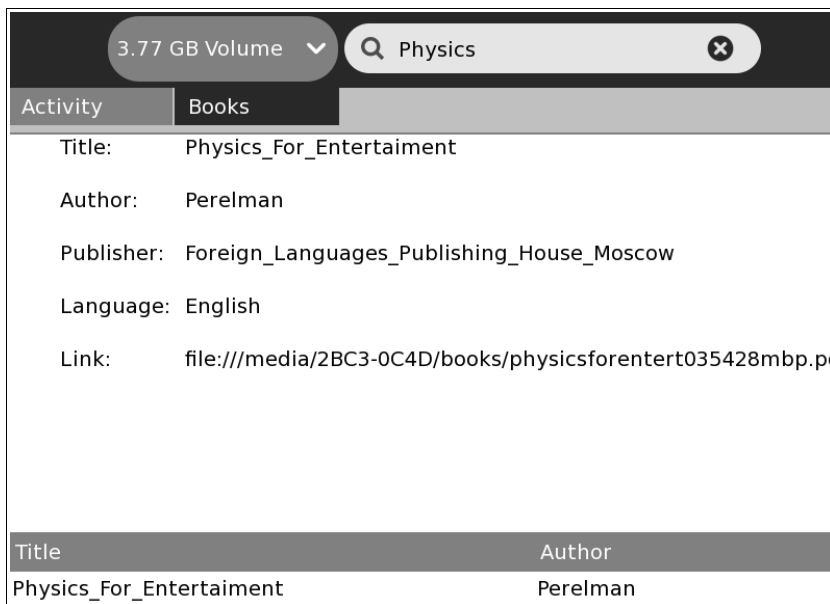 3.77 GB Volume Physics
Activity Books
Title: Physics_For_Entertaiment
Author: Perelman
Publisher: Foreign_Languages_Publishing_House_Moscow
Language: English
Link: file:///media/2BC3-0C4D/books/physicsforentert035428mbp.p
Title Author
Physics_For_Entertaiment Perelman